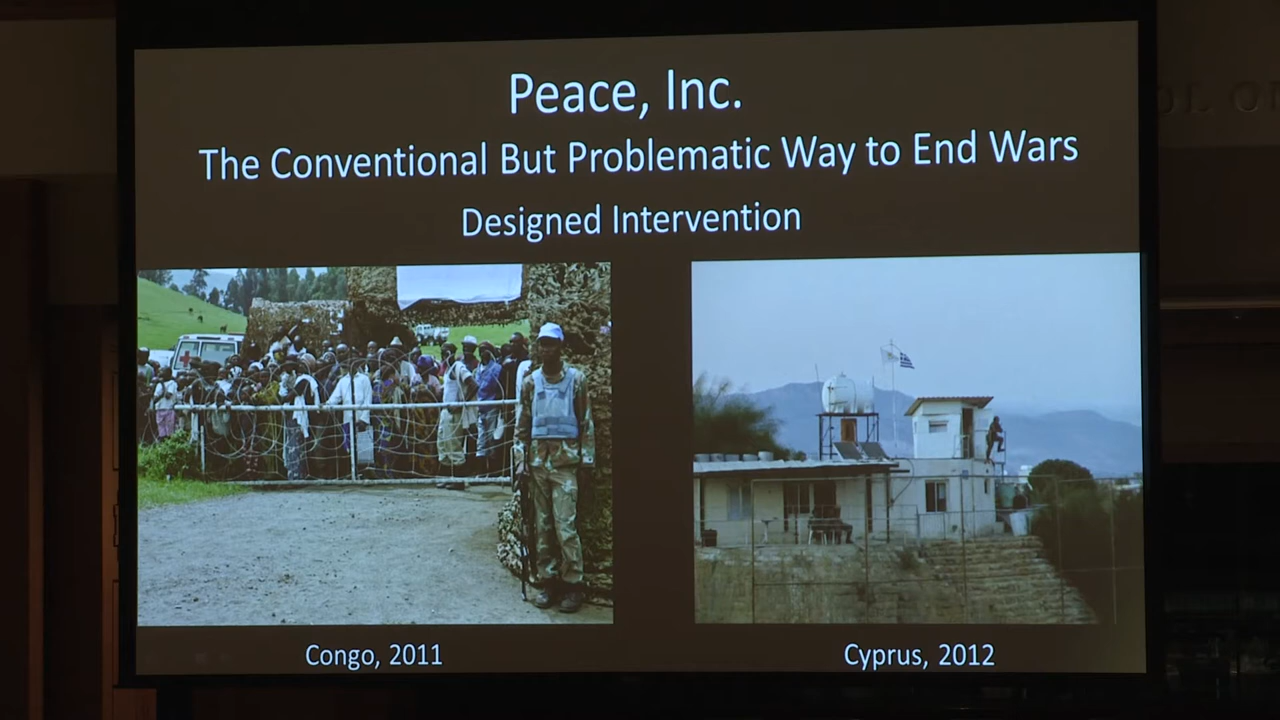 Peace, Inc.
The Conventional But Problematic Way to End Wars
Designed Intervention
Congo, 2011
Cyprus, 2012